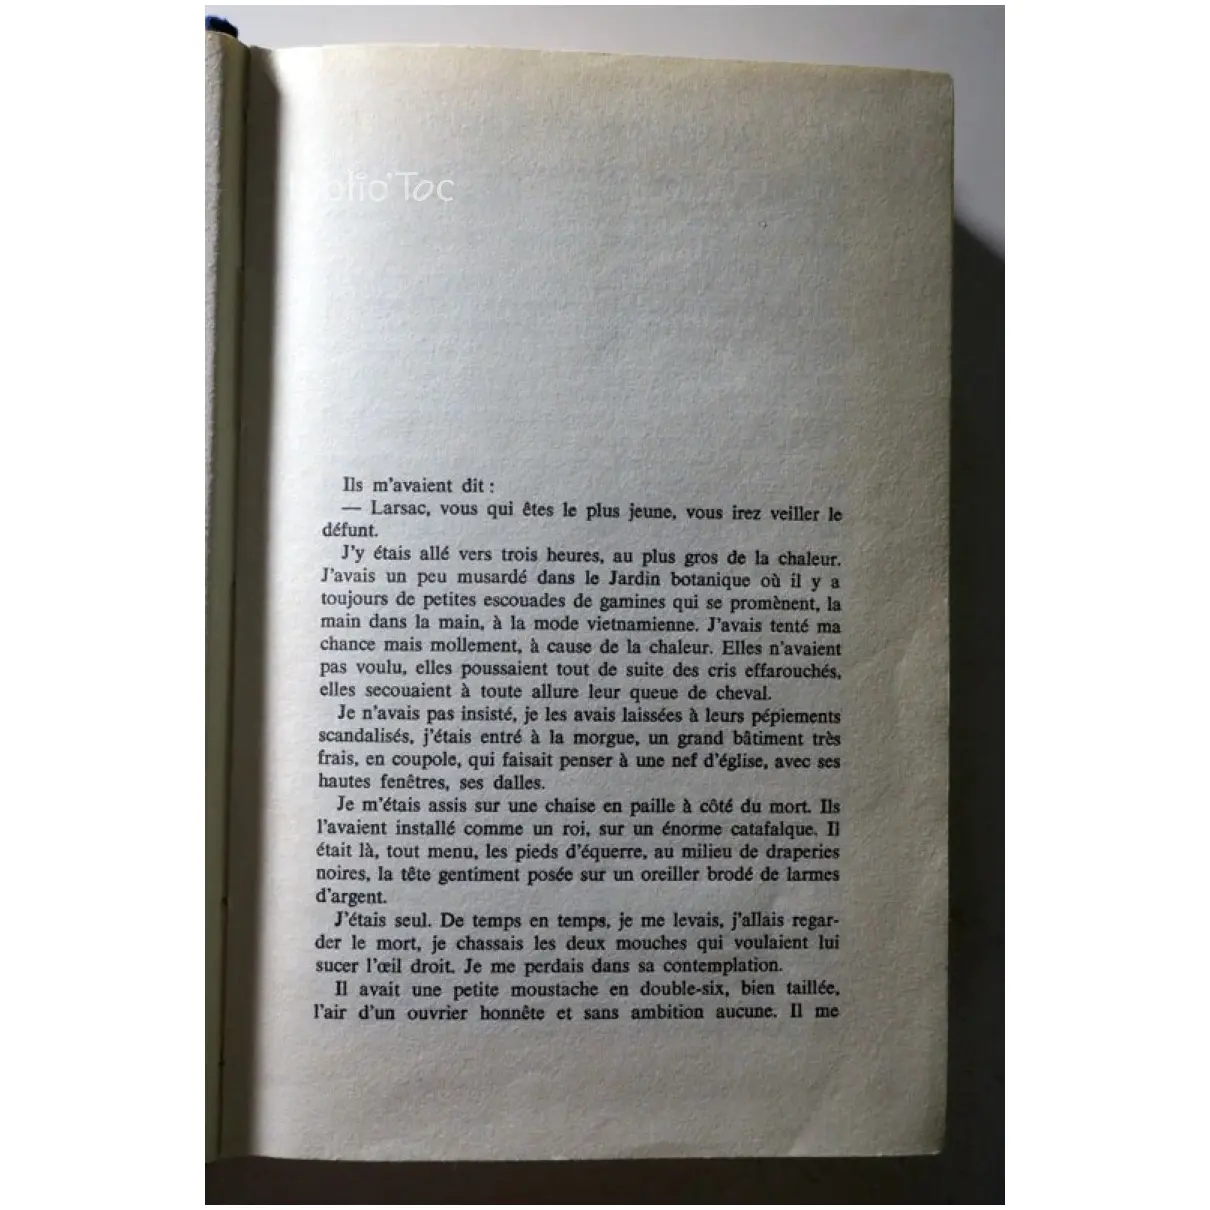 Biblio'Toc
Ils m'avaient dit :
— Larsac, vous qui êtes le plus jeune, vous irez veiller le
défunt.
J'y étais allé vers trois heures, au plus gros de la chaleur.
J'avais un peu musardé dans le Jardin botanique où il y a
toujours de petites escouades de gamines qui se promènent, la
main dans la main, à la mode vietnamienne. J'avais tenté ma
chance mais mollement, à cause de la chaleur. Elles n'avaient
pas voulu, elles poussaient tout de suite des cris effarouchés,
elles secouaient à toute allure leur queue de cheval.
Je n'avais pas insisté, je les avais laissées à leurs pépiements
scandalisés, j'étais entré à la morgue, un grand bâtiment très
frais, en coupole, qui faisait penser à une nef d'église, avec ses
hautes fenêtres, ses dalles.
Je m'étais assis sur une chaise en paille à côté du mort. Ils
l'avaient installé comme un roi, sur un énorme catafalque. Il
était là, tout menu, les pieds d'équerre, au milieu de draperies
noires, la tête gentiment posée sur un oreiller brodé de larmes
d'argent.
J'étais seul. De temps en temps, je me levais, j'allais regar-
der le mort, je chassais les deux mouches qui voulaient lui
sucer l'œil droit. Je me perdais dans sa contemplation.
Il avait une petite moustache en double-six, bien taillée,
l'air d'un ouvrier honnête et sans ambition aucune. Il me